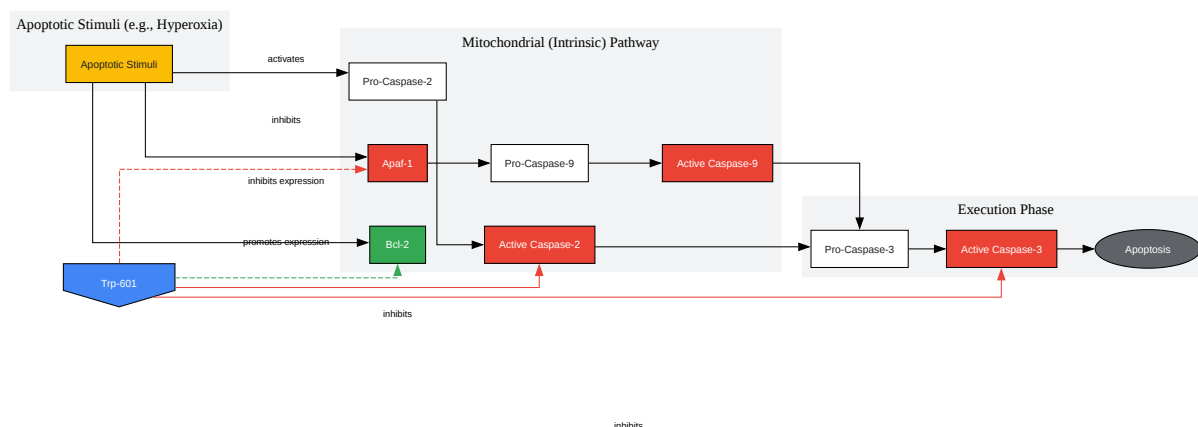 Apoptotic Stimuli (e.g., Hyperoxia)
Mitochondrial (Intrinsic) Pathway
Apoptotic Stimuli
activates
Pro-Caspase-2
inhibits
Apaf-1
Pro-Caspase-9
Active Caspase-9
inhibits expression
Execution Phase
promotes expression
Bcl-2
Active Caspase-2
Pro-Caspase-3
Active Caspase-3
Apoptosis
Trp-601
inhibits
inhibits